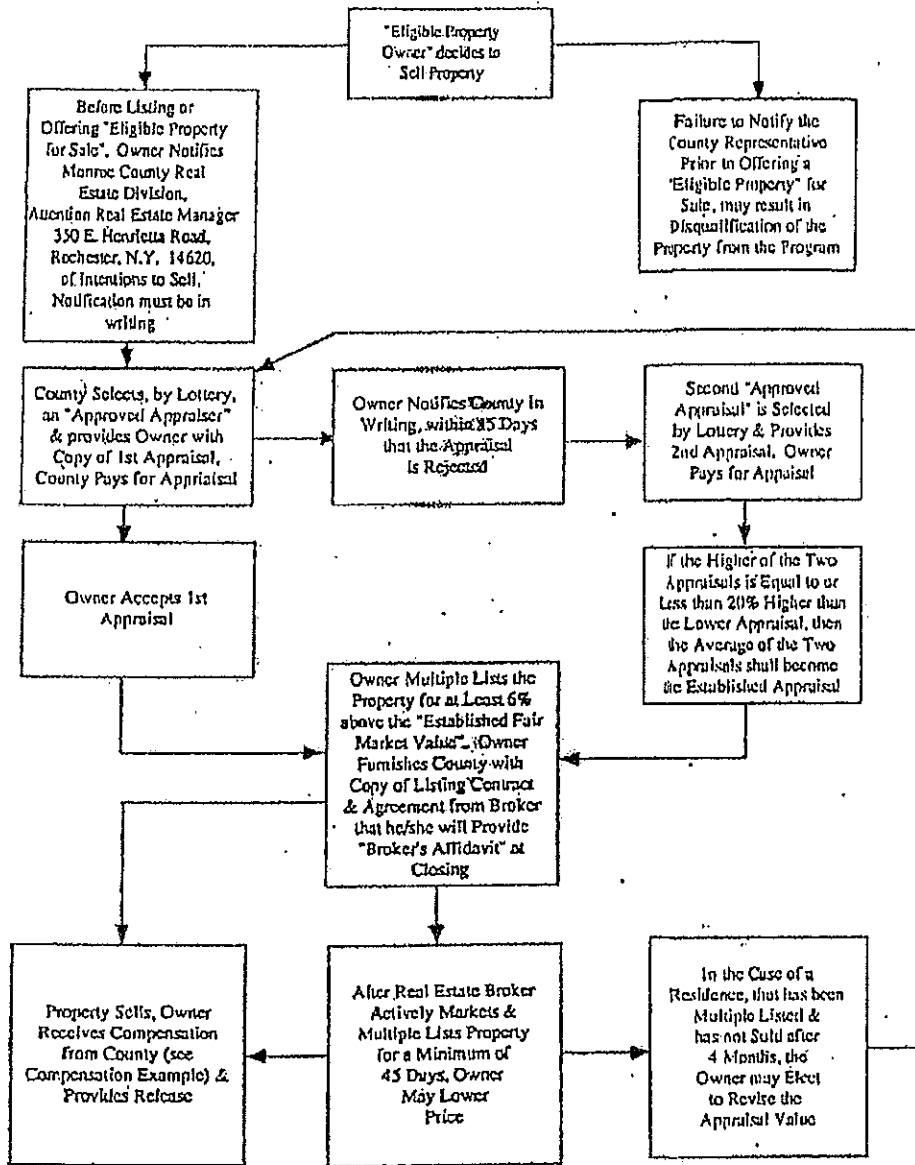 "Eligible Property
Owner" decides to
Sell Property
Before Listing or
Offering "Eligible Property
for Sale", Owner Notifies
Monroe County Real
Estate Division,
Attention Real Estate Manager
350 E. Henrietta Road,
Rochester, N.Y. 14620,
of Intentions to Sell,
Notification must be in
writing
Failure to Notify the
County Representative
Prior to Offering a
"Eligible Property" for
Sale, may result in
Disqualification of the
Property from the Program
County Selects, by Lottery,
an "Approved Appraiser"
& provides Owner with
Copy of 1st Appraisal,
County Pays for Appriaisal
Owner Notifies County In
Writing, within Days
that the Appraisal
is Rejected
Second "Approved
Appraisal" is Selected
by Lottery & Provides
2nd Appraisal, Owner
Pays for Appaisal
Owner Accepts 1st
Appraisal
If the Higher of the Two
Appraisals is Equal to or
Less than 20% Higher than
the Lower Appraisal, then
the Average of the Two
Appraisals shall become
the Established Appraisal
Owner Multiple Lists the
Property for at Least 6%
above the "Established Fair
Market Value", (Owner
Furnishes County with
Copy of Listing Contract
& Agreement from Broker
that he/she will Provide
"Broker's Affidavit" at
Closing
Property Sells, Owner
Receives Compensation
from County (see
Compensation Example) &
Provides Release
After Real Estate Broker
Actively Markets &
Multiple Lists Property
for a Minimum of
45 Days, Owner
May Lower
Price
In the Case of a
Residence, that has been
Multiple Listed &
has not Sold after
4 Months, the
Owner may Elect
to Revise the
Appraisal Value